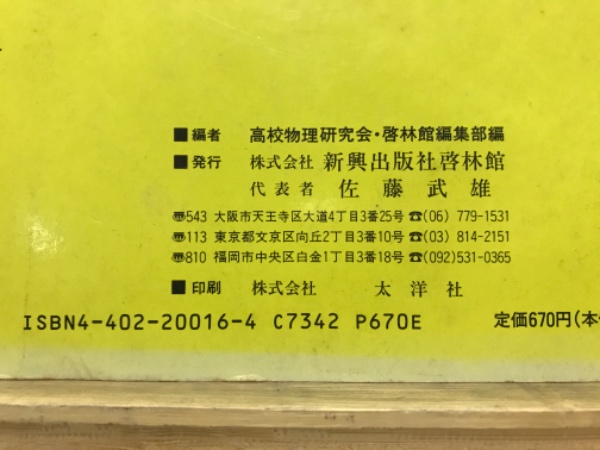 ■編者 高校物理研究会・啓林館編集部編
■発行 株式会社 新興出版社啓林館
代表者 佐藤武雄
〠543 大阪市天王寺区大道4丁目3番25号 ☎(06) 779-1531
〠113 東京都文京区向丘2丁目3番10号 ☎(03) 814-2151
〠810 福岡市中央区白金1丁目3番18号 ☎(092)531-0365
■印刷 株式会社 太洋社
ISBN4-402-20016-4 C7342 P670E 定価670円(本